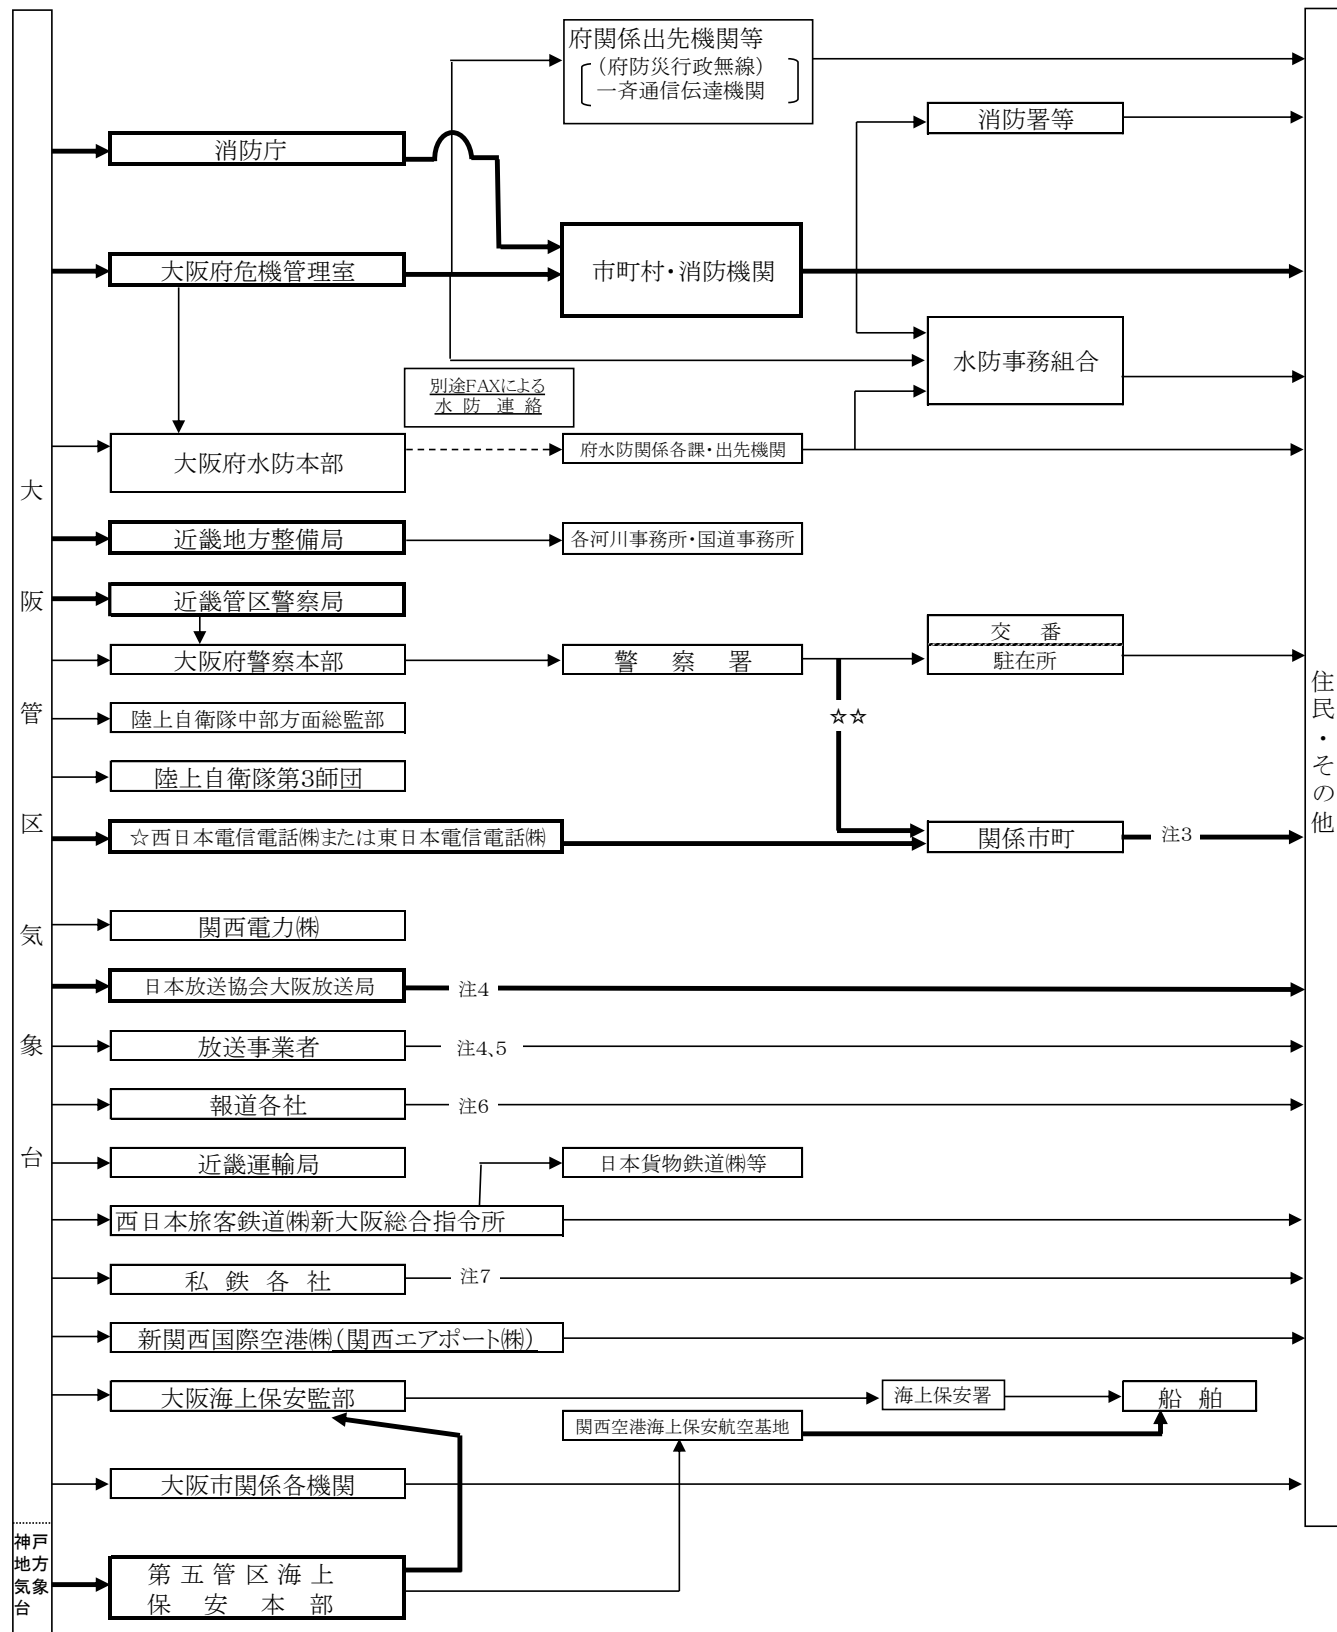 府関係出先機関等
（府防災行政無線）
一斉通信伝達機関
消防署等
消防庁
大阪府危機管理室
市町村・消防機関
水防事務組合
別途FAXによる
水 防 連 絡
大阪府水防本部
府水防関係各課・出先機関
近畿地方整備局
各河川事務所・国道事務所
近畿管区警察局
大阪府警察本部
警 察 署
交 番
駐在所
陸上自衛隊中部方面総監部
☆☆
陸上自衛隊第3師団
☆西日本電信電話㈱または東日本電信電話㈱
関係市町
注3
関西電力㈱
日本放送協会大阪放送局
注4
放送事業者
注4、5
報道各社
注6
近畿運輸局
日本貨物鉄道㈱等
西日本旅客鉄道㈱新大阪総合指令所
私 鉄 各 社
注7
新関西国際空港㈱（関西エアポート㈱）
大阪海上保安監部
海上保安署
船 舶
関西空港海上保安航空基地
大阪市関係各機関
第 五 管 区 海 上
保 安 本 部
大阪管区気象台
神戸
地方
気象
台
住民・その他